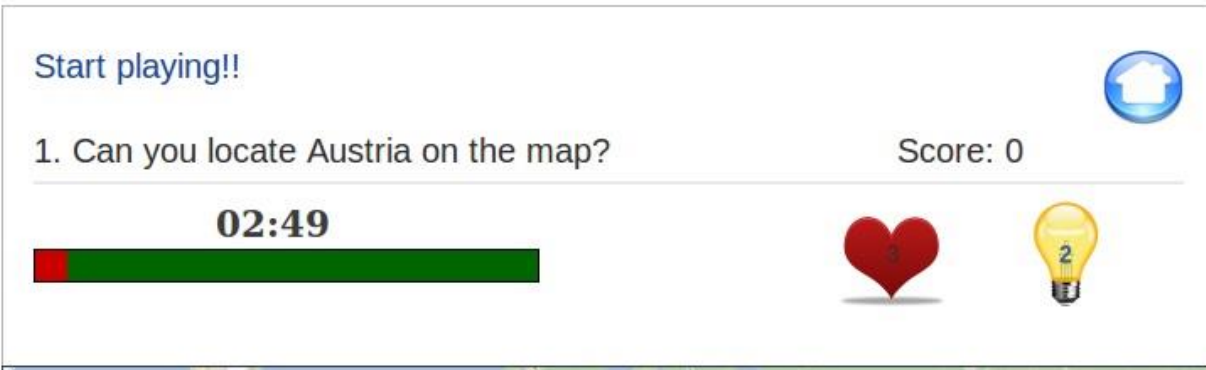 Start playing!!
1. Can you locate Austria on the map?
Score: 0
02:49
3
2